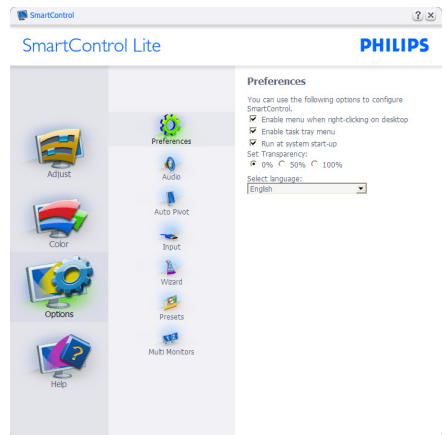 SmartControl
SmartControl Lite
PHILIPS
Adjust
Color
Options
Help
Preferences
Audio
Auto Pivot
Input
Wizard
Presets
Multi Monitors
Preferences
You can use the following options to configure
SmartControl.
Enable menu when right-clicking on desktop
Enable task tray menu
Run at system start-up
Set Transparency:
0% 50% 100%
Select language:
English